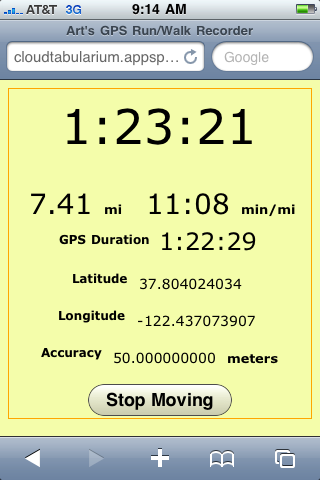 AT&T 3G 9:14 AM
Art's GPS Run/Walk Recorder
cloudtabularium.appsp... Google
1:23:21
7.41 mi 11:08 min/mi
GPS Duration 1:22:29
Latitude 37.804024034
Longitude -122.437073907
Accuracy 50.000000000 meters
Stop Moving